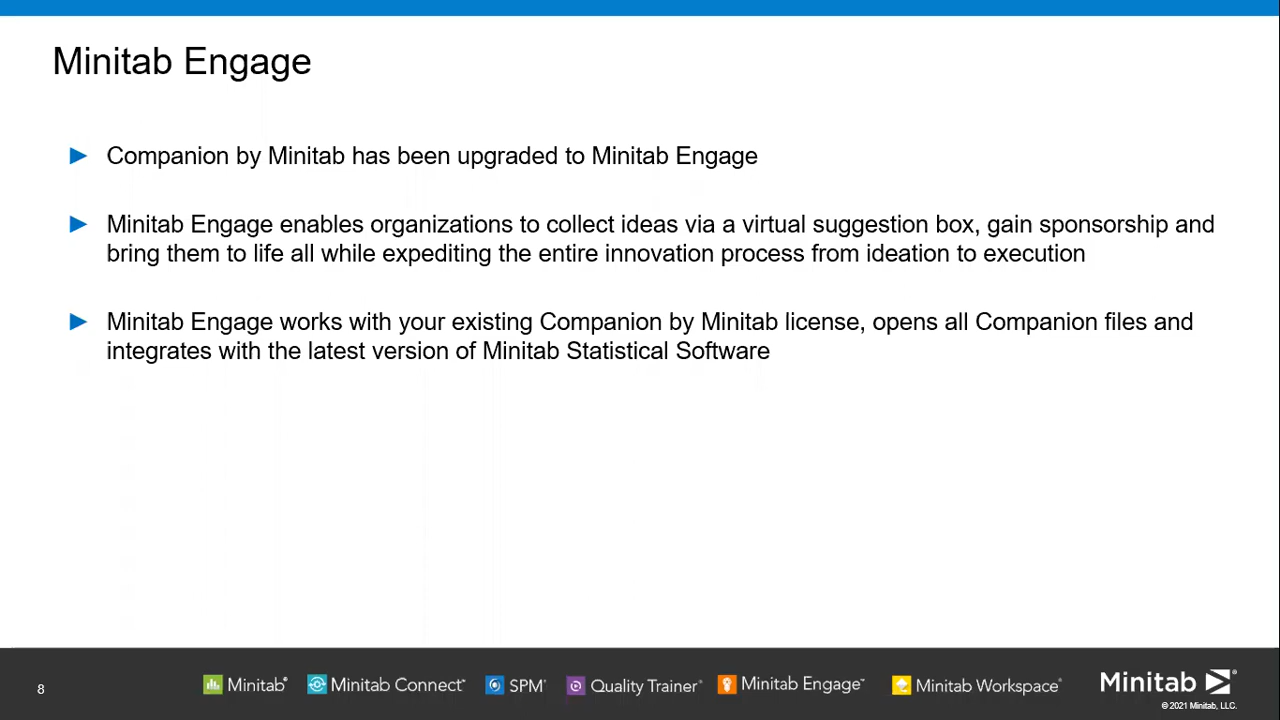 Minitab Engage
Companion by Minitab has been upgraded to Minitab Engage
Minitab Engage enables organizations to collect ideas via a virtual suggestion box, gain sponsorship and
bring them to life all while expediting the entire innovation process from ideation to execution
Minitab Engage works with your existing Companion by Minitab license, opens all Companion files and
integrates with the latest version of Minitab Statistical Software
8 Minitab® Minitab Connect™ SPM® Quality Trainer® Minitab Engage™ Minitab Workspace® Minitab®
© 2021 Minitab, LLC.